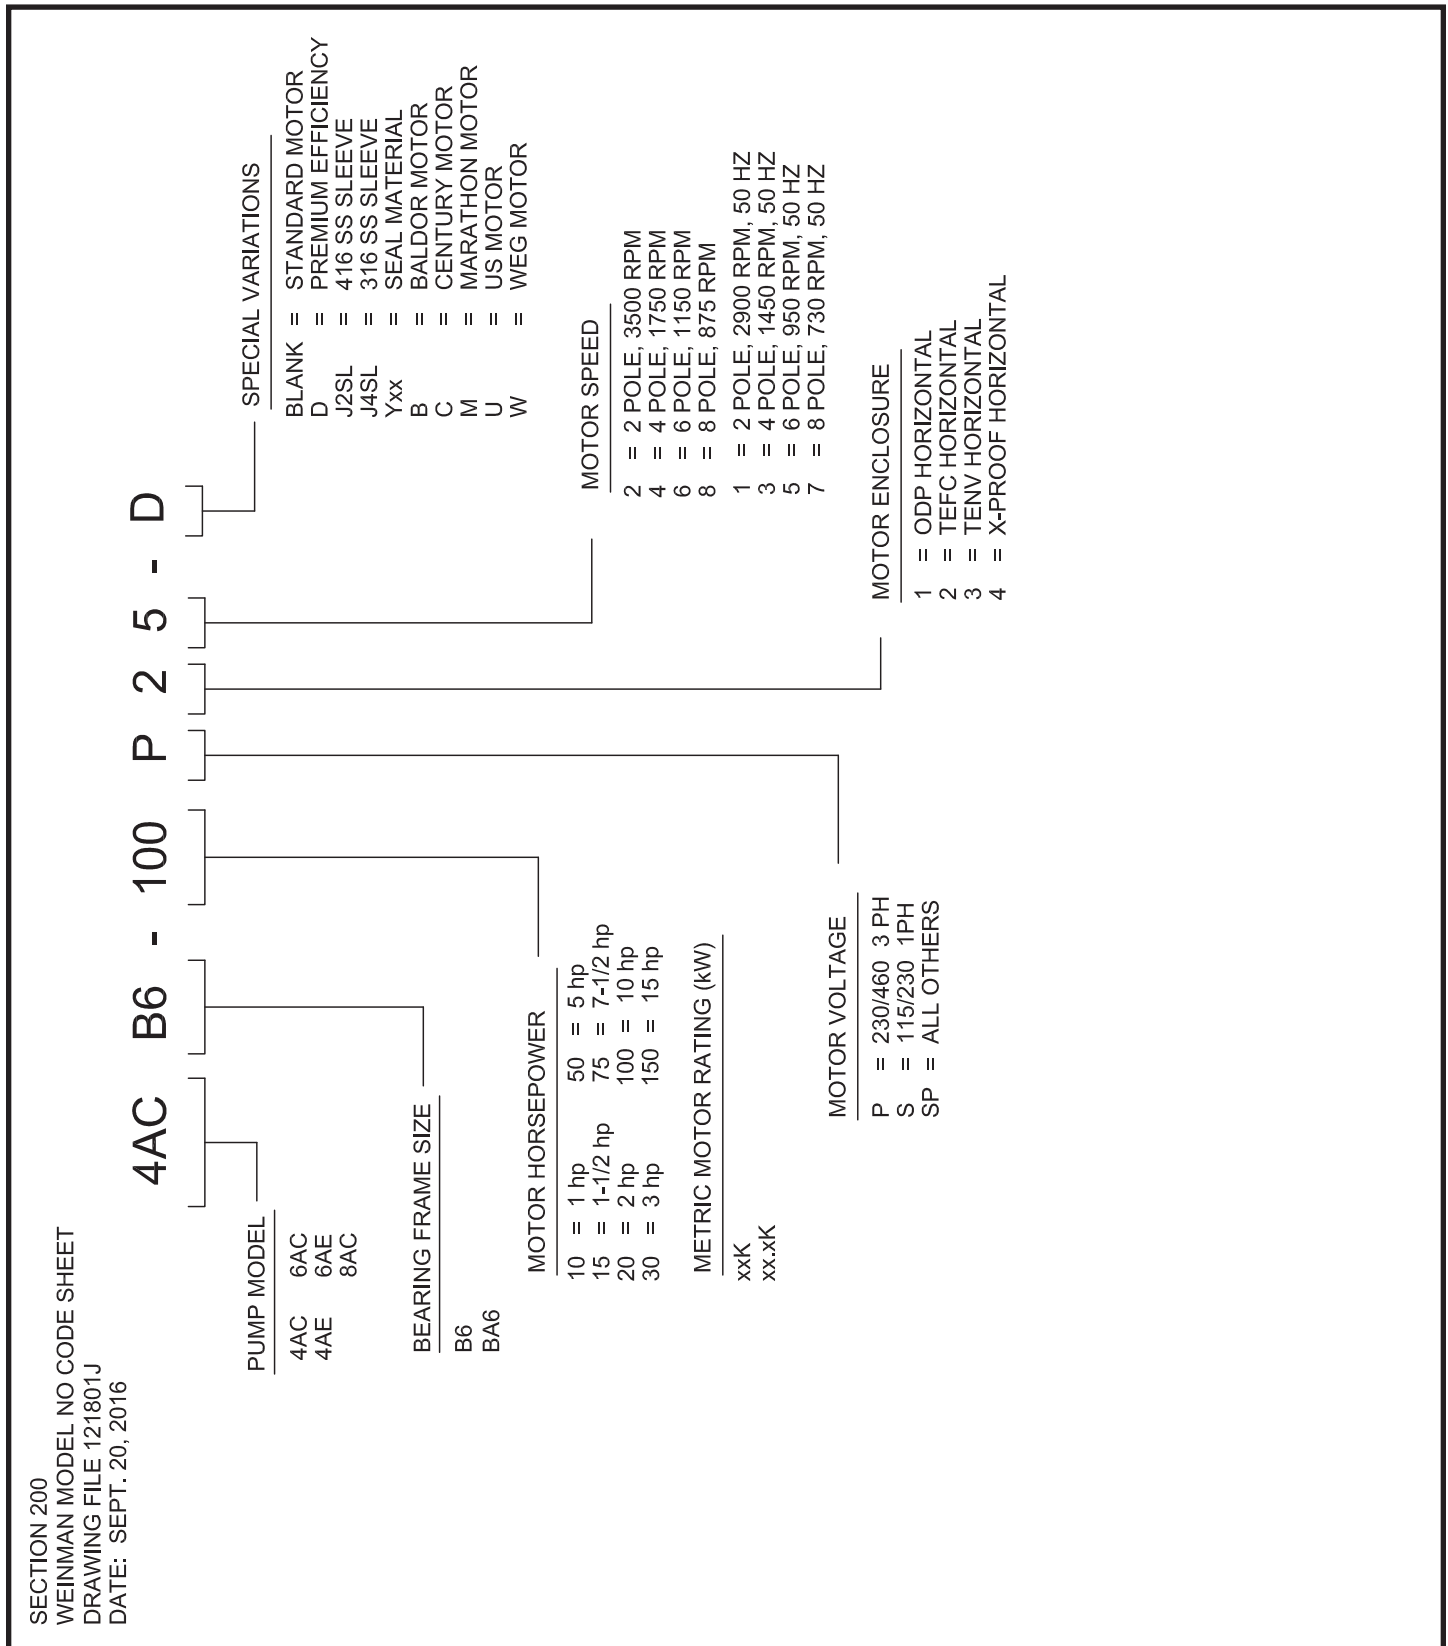 SECTION 200
WEINMAN MODEL NO CODE SHEET
DRAWING FILE 121801J
DATE: SEPT. 20, 2016
4AC B6 - 100 P 2 5 - D
PUMP MODEL
4AC 6AC
4AE 6AE
8AC
BEARING FRAME SIZE
B6
BA6
MOTOR HORSEPOWER
10 = 1 hp 50 = 5 hp
15 = 1-1/2 hp 75 = 7-1/2 hp
20 = 2 hp 100 = 10 hp
30 = 3 hp 150 = 15 hp
METRIC MOTOR RATING (kW)
xxK
xx.xK
MOTOR VOLTAGE
P = 230/460 3 PH
S = 115/230 1PH
SP = ALL OTHERS
SPECIAL VARIATIONS
BLANK = STANDARD MOTOR
D = PREMIUM EFFICIENCY
J2SL = 416 SS SLEEVE
J4SL = 316 SS SLEEVE
Yxx = SEAL MATERIAL
B = BALDOR MOTOR
C = CENTURY MOTOR
M = MARATHON MOTOR
U = US MOTOR
W = WEG MOTOR
MOTOR SPEED
2 = 2 POLE, 3500 RPM
4 = 4 POLE, 1750 RPM
6 = 6 POLE, 1150 RPM
8 = 8 POLE, 875 RPM
1 = 2 POLE, 2900 RPM, 50 HZ
3 = 4 POLE, 1450 RPM, 50 HZ
5 = 6 POLE, 950 RPM, 50 HZ
7 = 8 POLE, 730 RPM, 50 HZ
MOTOR ENCLOSURE
1 = ODP HORIZONTAL
2 = TEFC HORIZONTAL
3 = TENV HORIZONTAL
4 = X-PROOF HORIZONTAL